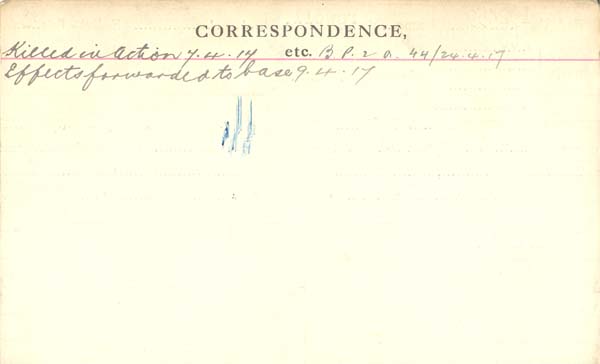 CORRESPONDENCE,
Killed in Action 7.4.17 etc. B P. 2 a. 44/24.4.17
Effects forwarded to base 9.4.17